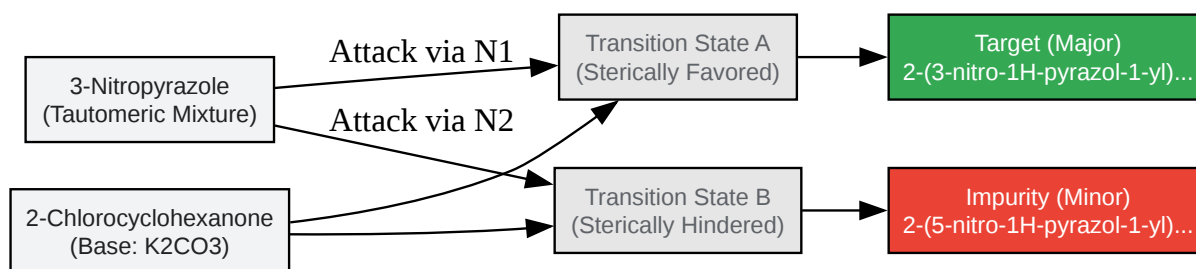 3-Nitropyrazole
(Tautomeric Mixture)
Attack via N1
Attack via N2
2-Chlorocyclohexanone
(Base: K2CO3)
Transition State A
(Sterically Favored)
Transition State B
(Sterically Hindered)
Target (Major)
2-(3-nitro-1H-pyrazol-1-yl)...
Impurity (Minor)
2-(5-nitro-1H-pyrazol-1-yl)...